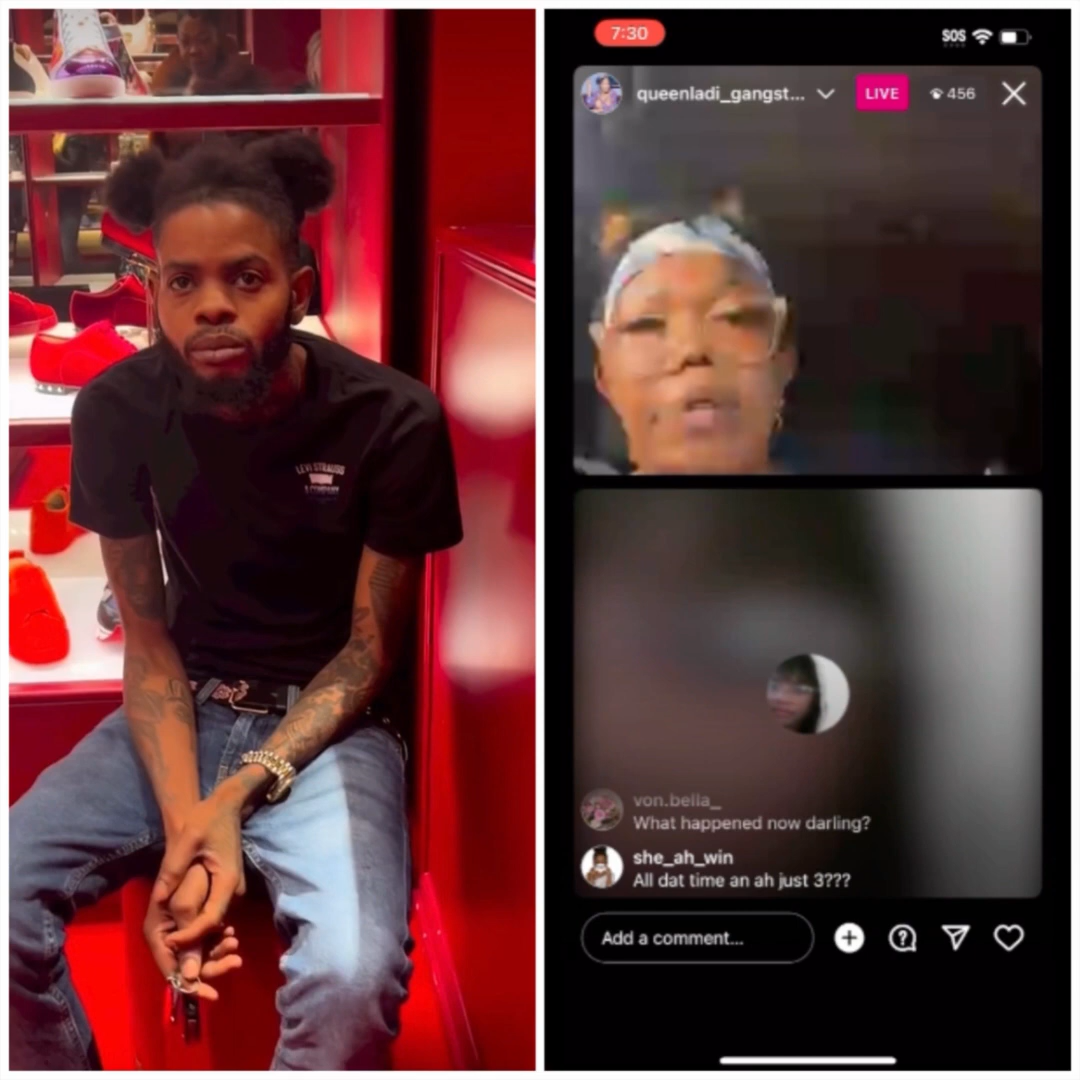 LEVI STRAUSS
& COMPANY
7:30
SOS
queenladi_gangst...
LIVE
456
von.bella_
What happened now darling?
she_ah_win
All dat time an ah just 3???
Add a comment...